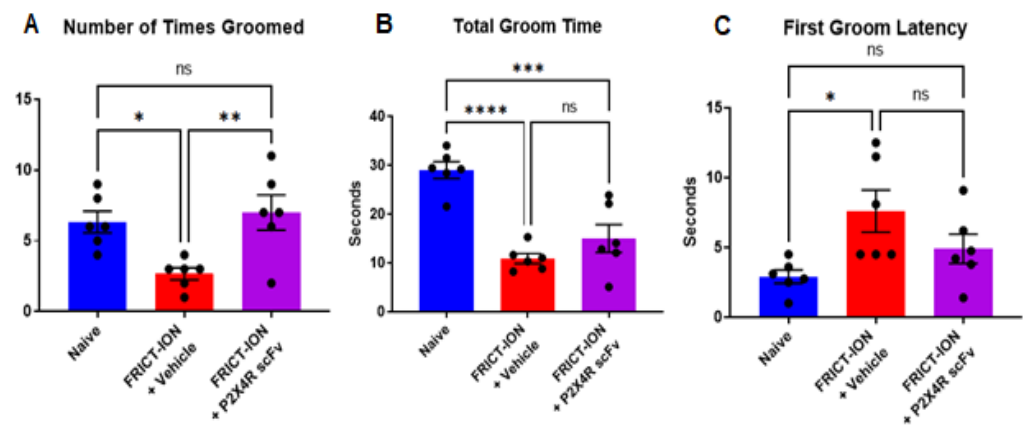 A Number of Times Groomed
ns
* **
15
10
5
0
Naive
FRICT-ION
+ Vehicle
FRICT-ION
+ P2X4R scFv
B Total Groom Time
***
**** ns
Seconds
40
30
20
10
0
Naive
FRICT-ION
+ Vehicle
FRICT-ION
+ P2X4R scFv
C First Groom Latency
ns
* ns
Seconds
15
10
5
0
Naive
FRICT-ION
+ Vehicle
FRICT-ION
+ P2X4R scFv